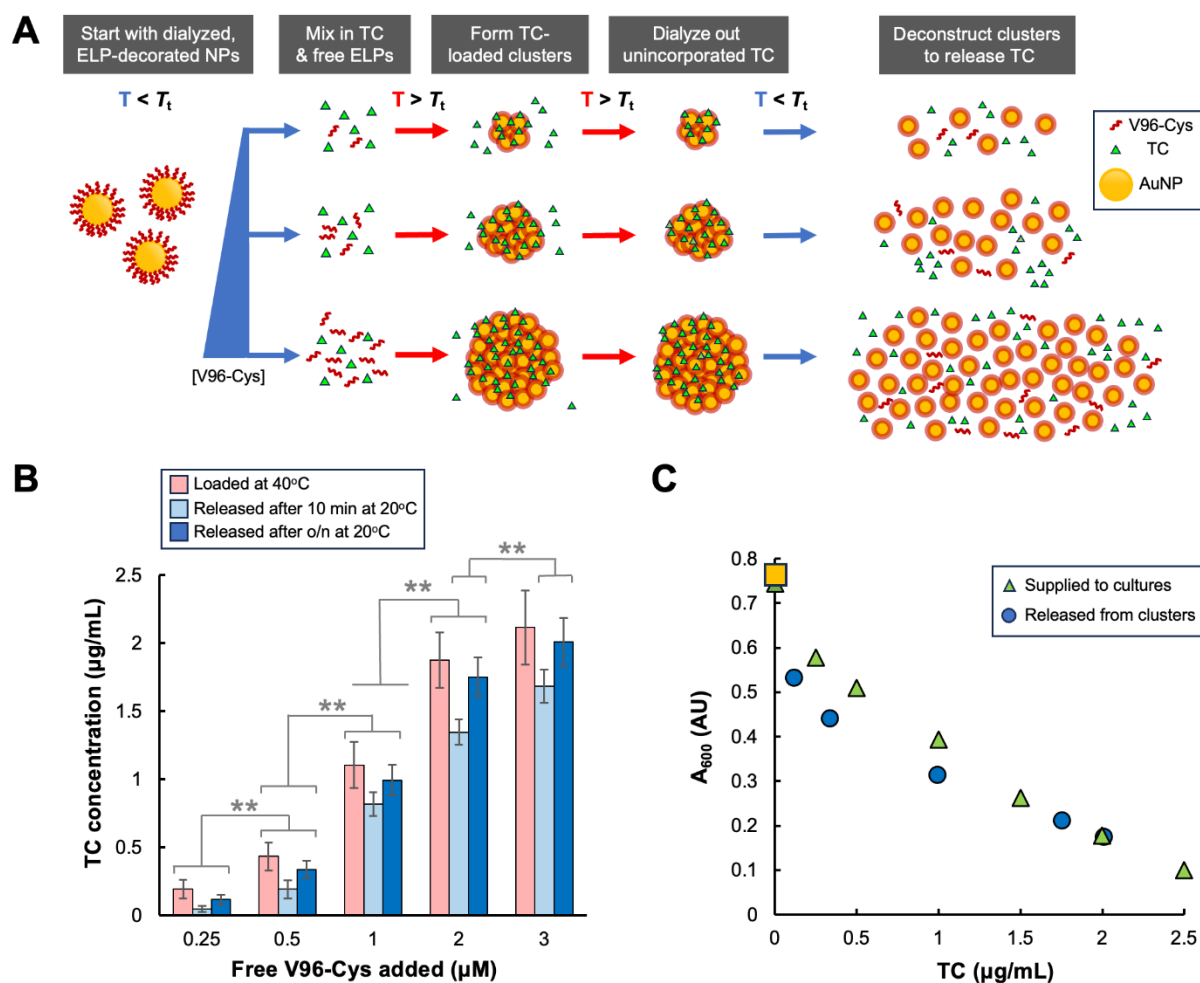 A
Start with dialyzed,
ELP-decorated NPs
Mix in TC
& free ELPs
Form TC-
loaded clusters
Dialyze out
unincorporated TC
Deconstruct clusters
to release TC
T < Tt
T > Tt
T > Tt
T < Tt
V96-Cys
TC
AuNP
[V96-Cys]
B
Loaded at 40°C
Released after 10 min at 20°C
Released after o/n at 20°C
TC concentration (µg/mL)
2.5
2
1.5
1
0.5
0
**
**
**
**
0.25 0.5 1 2 3
Free V96-Cys added (µM)
C
Supplied to cultures
Released from clusters
A600 (AU)
0.8
0.7
0.6
0.5
0.4
0.3
0.2
0.1
0
0 0.5 1 1.5 2 2.5
TC (µg/mL)